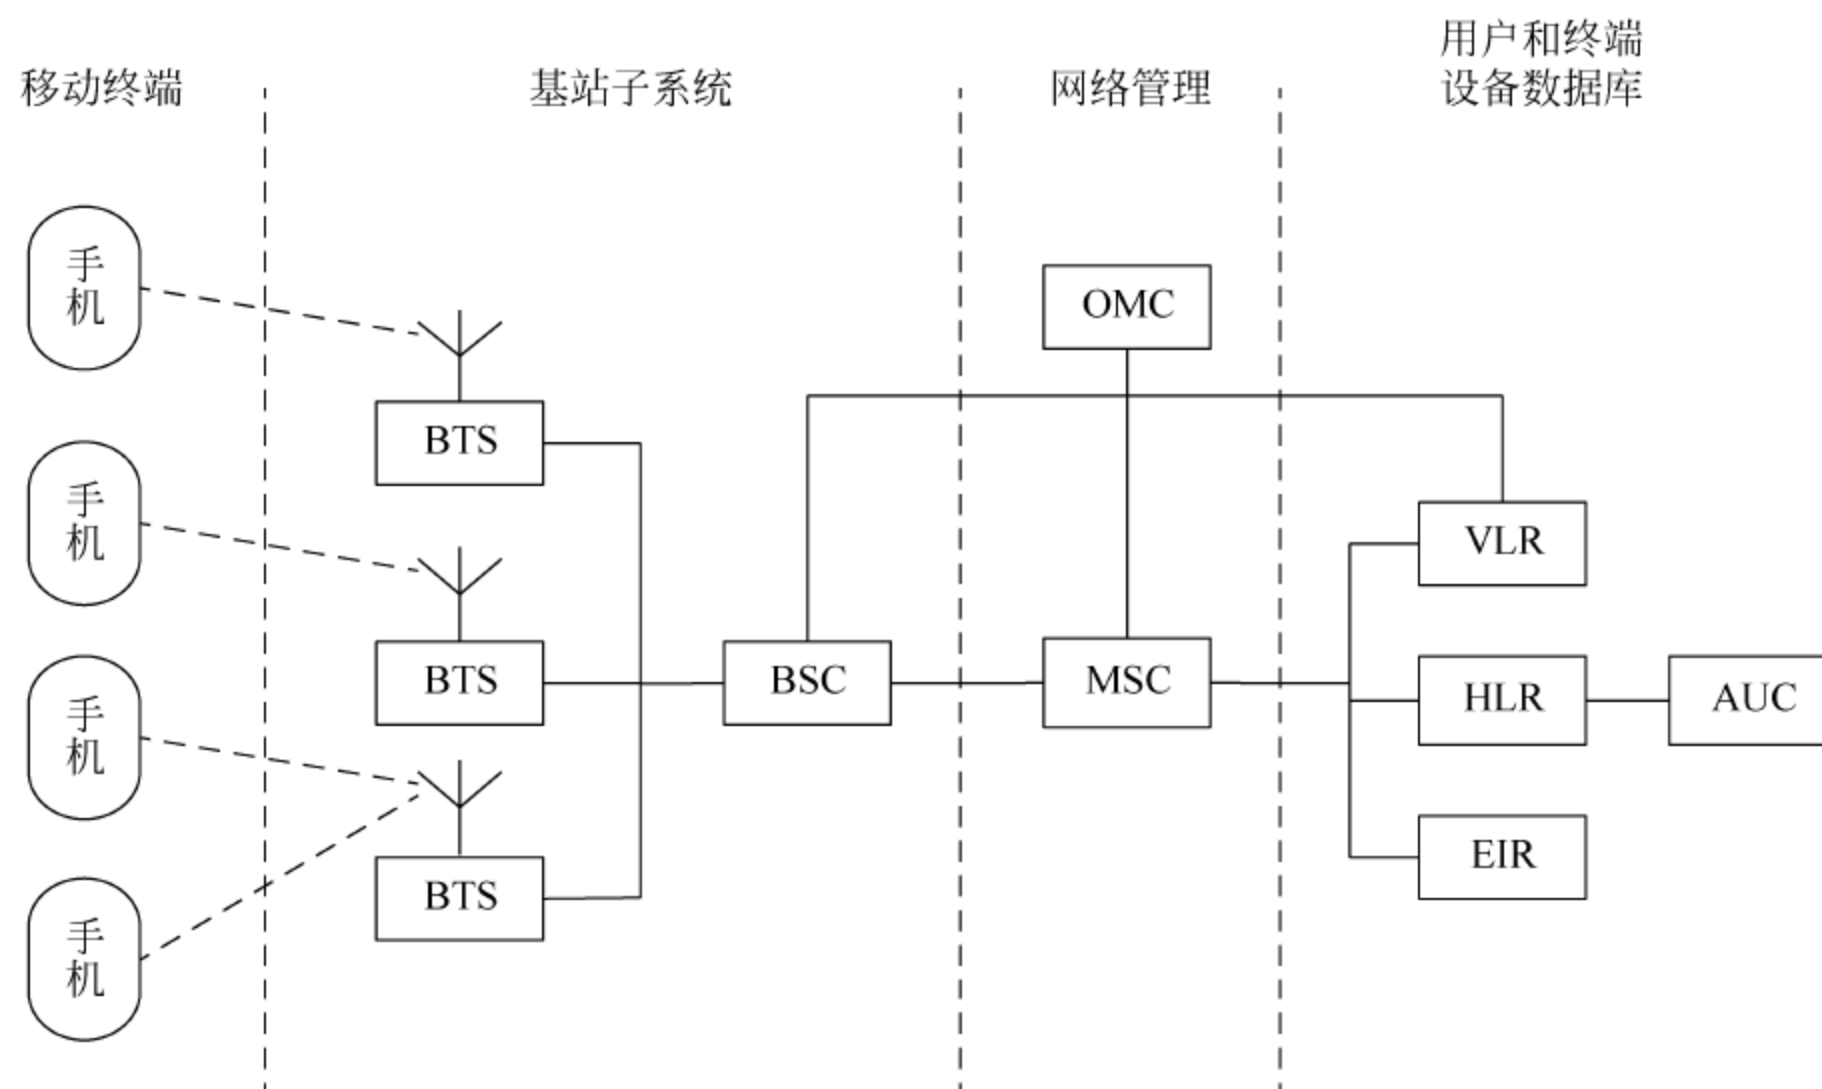 移动终端
基站子系统
网络管理
用户和终端
设备数据库
手
机
手
机
手
机
手
机
BTS
BTS
BTS
BSC
OMC
MSC
VLR
HLR
AUC
EIR